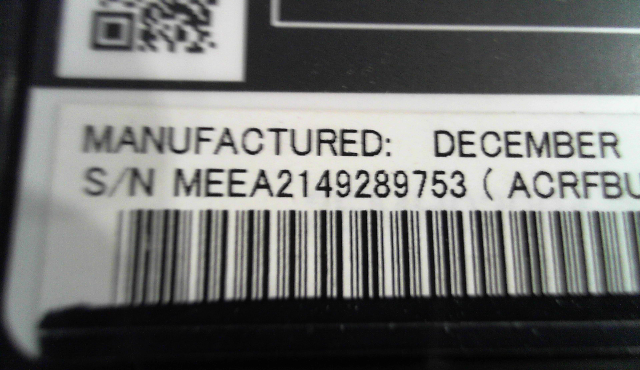 MANUFACTURED: DECEMBER
S/N MEEA2149289753 ( ACRFBU